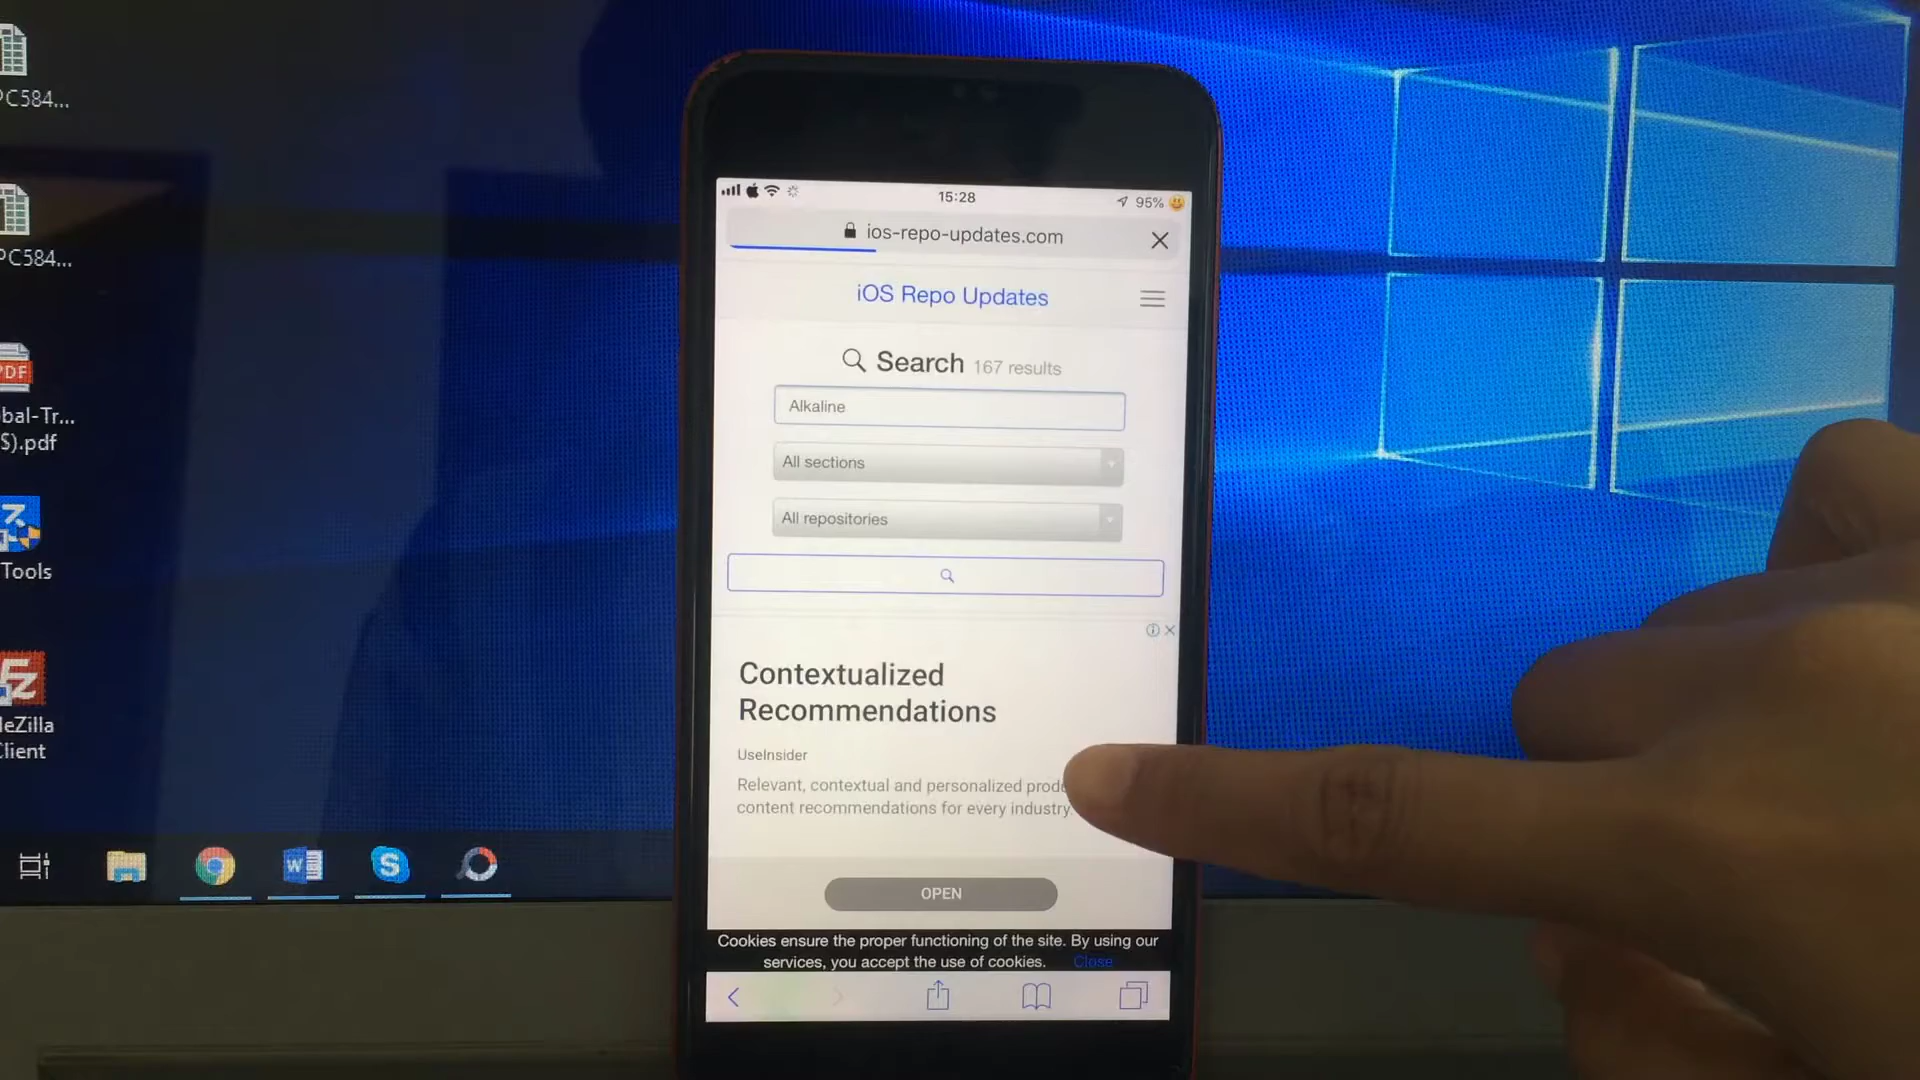 PC584...
PC584...
PDF
bal-Tr...
S).pdf
Tools
FZ
leZilla
Client
W
S
15:28
95%
ios-repo-updates.com
iOS Repo Updates
Search 167 results
Alkaline
All sections
All repositories
Contextualized
Recommendations
UseInsider
Relevant, contextual and personalized prod
content recommendations for every industry.
OPEN
Cookies ensure the proper functioning of the site. By using our
services, you accept the use of cookies. Close